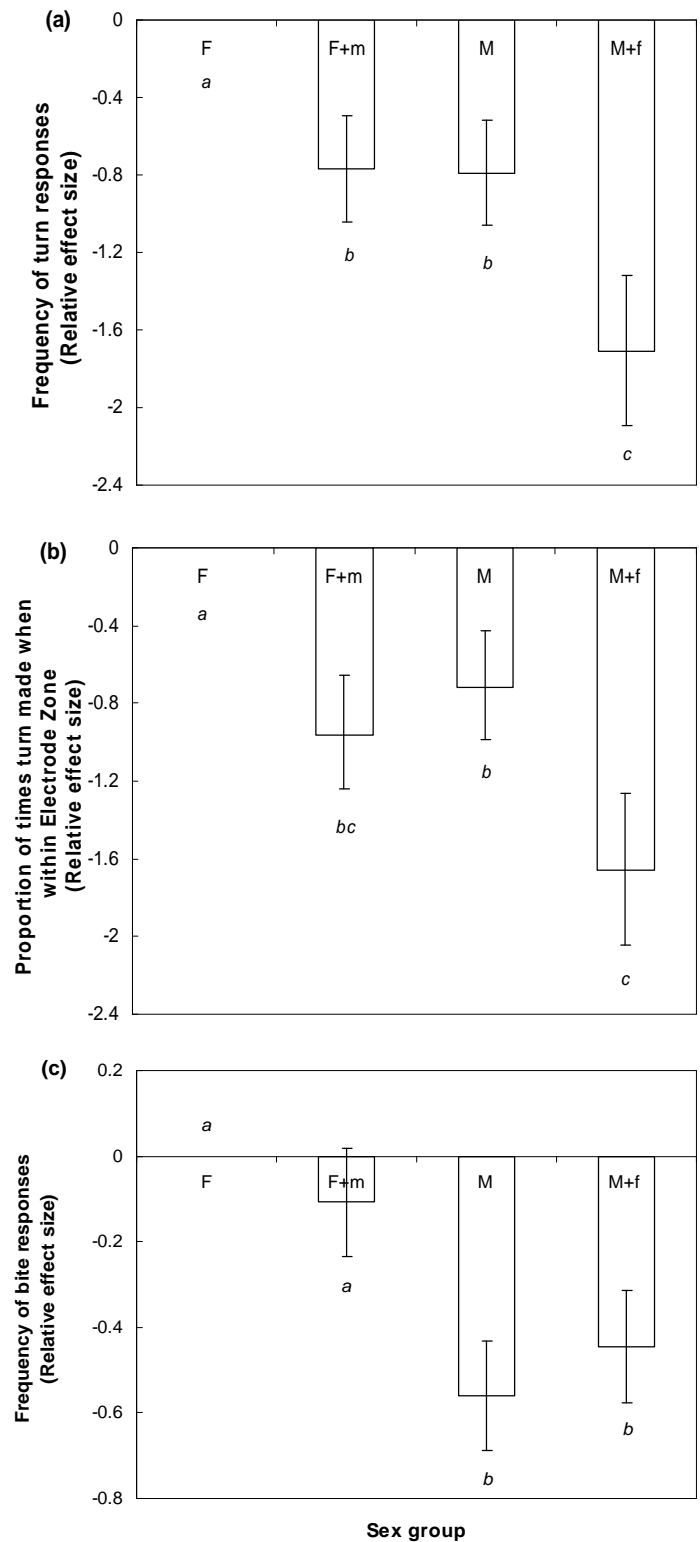 (a)
Frequency of turn responses
(Relative effect size)
0
-0.4
-0.8
-1.2
-1.6
-2
-2.4
F
F+m
M
M+f
a
b
b
c
(b)
Proportion of times turn made when
within Electrode Zone
(Relative effect size)
0
-0.4
-0.8
-1.2
-1.6
-2
-2.4
F
F+m
M
M+f
a
bc
b
c
(c)
Frequency of bite responses
(Relative effect size)
0.2
0
-0.2
-0.4
-0.6
-0.8
a
F
F+m
M
M+f
a
b
b
Sex group